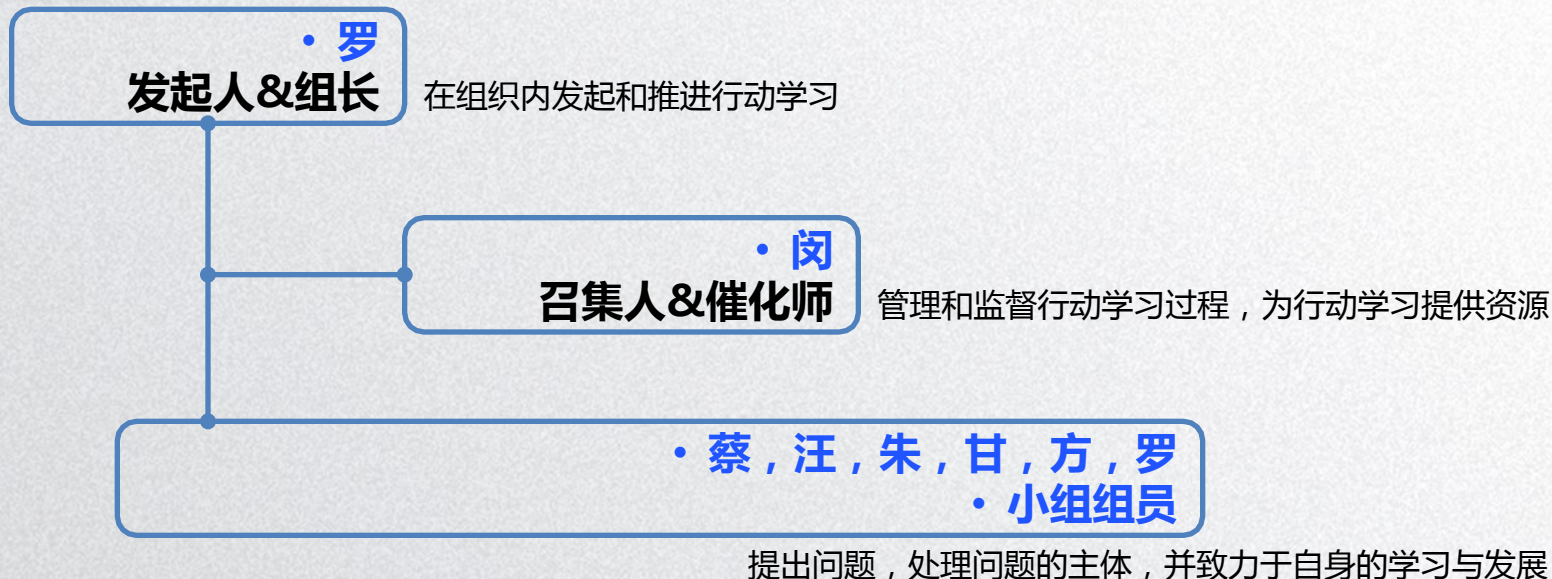 • 罗
发起人&组长
在组织内发起和推进行动学习
• 闵
召集人&催化师
管理和监督行动学习过程，为行动学习提供资源
• 蔡，汪，朱，甘，方，罗
• 小组组员
提出问题，处理问题的主体，并致力于自身的学习与发展